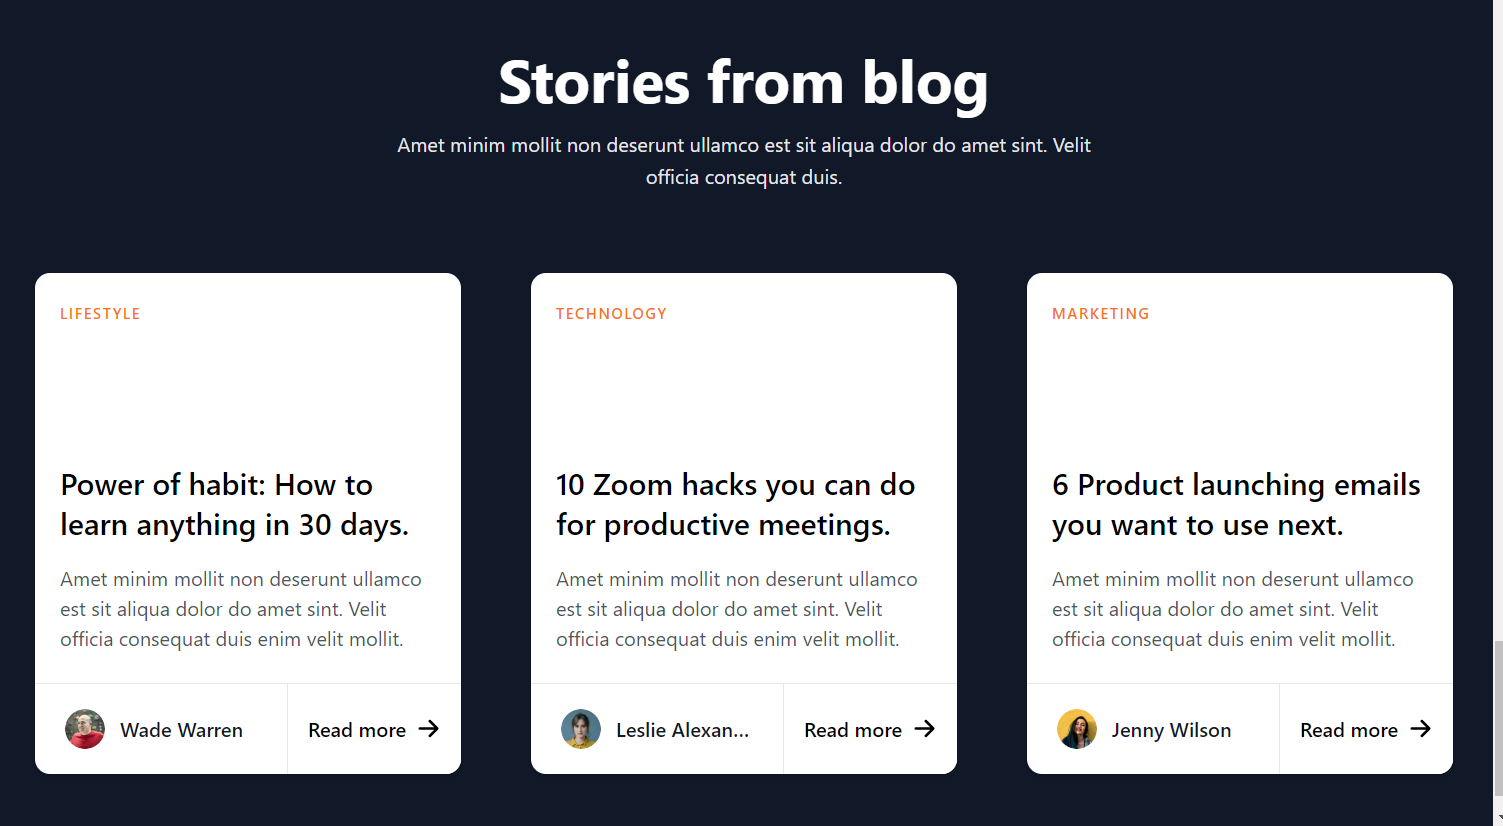 Stories from blog
Amet minim mollit non deserunt ullamco est sit aliqua dolor do amet sint. Velit
officia consequat duis.
LIFESTYLE
Power of habit: How to
learn anything in 30 days.
Amet minim mollit non deserunt ullamco
est sit aliqua dolor do amet sint. Velit
officia consequat duis enim velit mollit.
Wade Warren
Read more
TECHNOLOGY
10 Zoom hacks you can do
for productive meetings.
Amet minim mollit non deserunt ullamco
est sit aliqua dolor do amet sint. Velit
officia consequat duis enim velit mollit.
Leslie Alexan...
Read more
MARKETING
6 Product launching emails
you want to use next.
Amet minim mollit non deserunt ullamco
est sit aliqua dolor do amet sint. Velit
officia consequat duis enim velit mollit.
Jenny Wilson
Read more